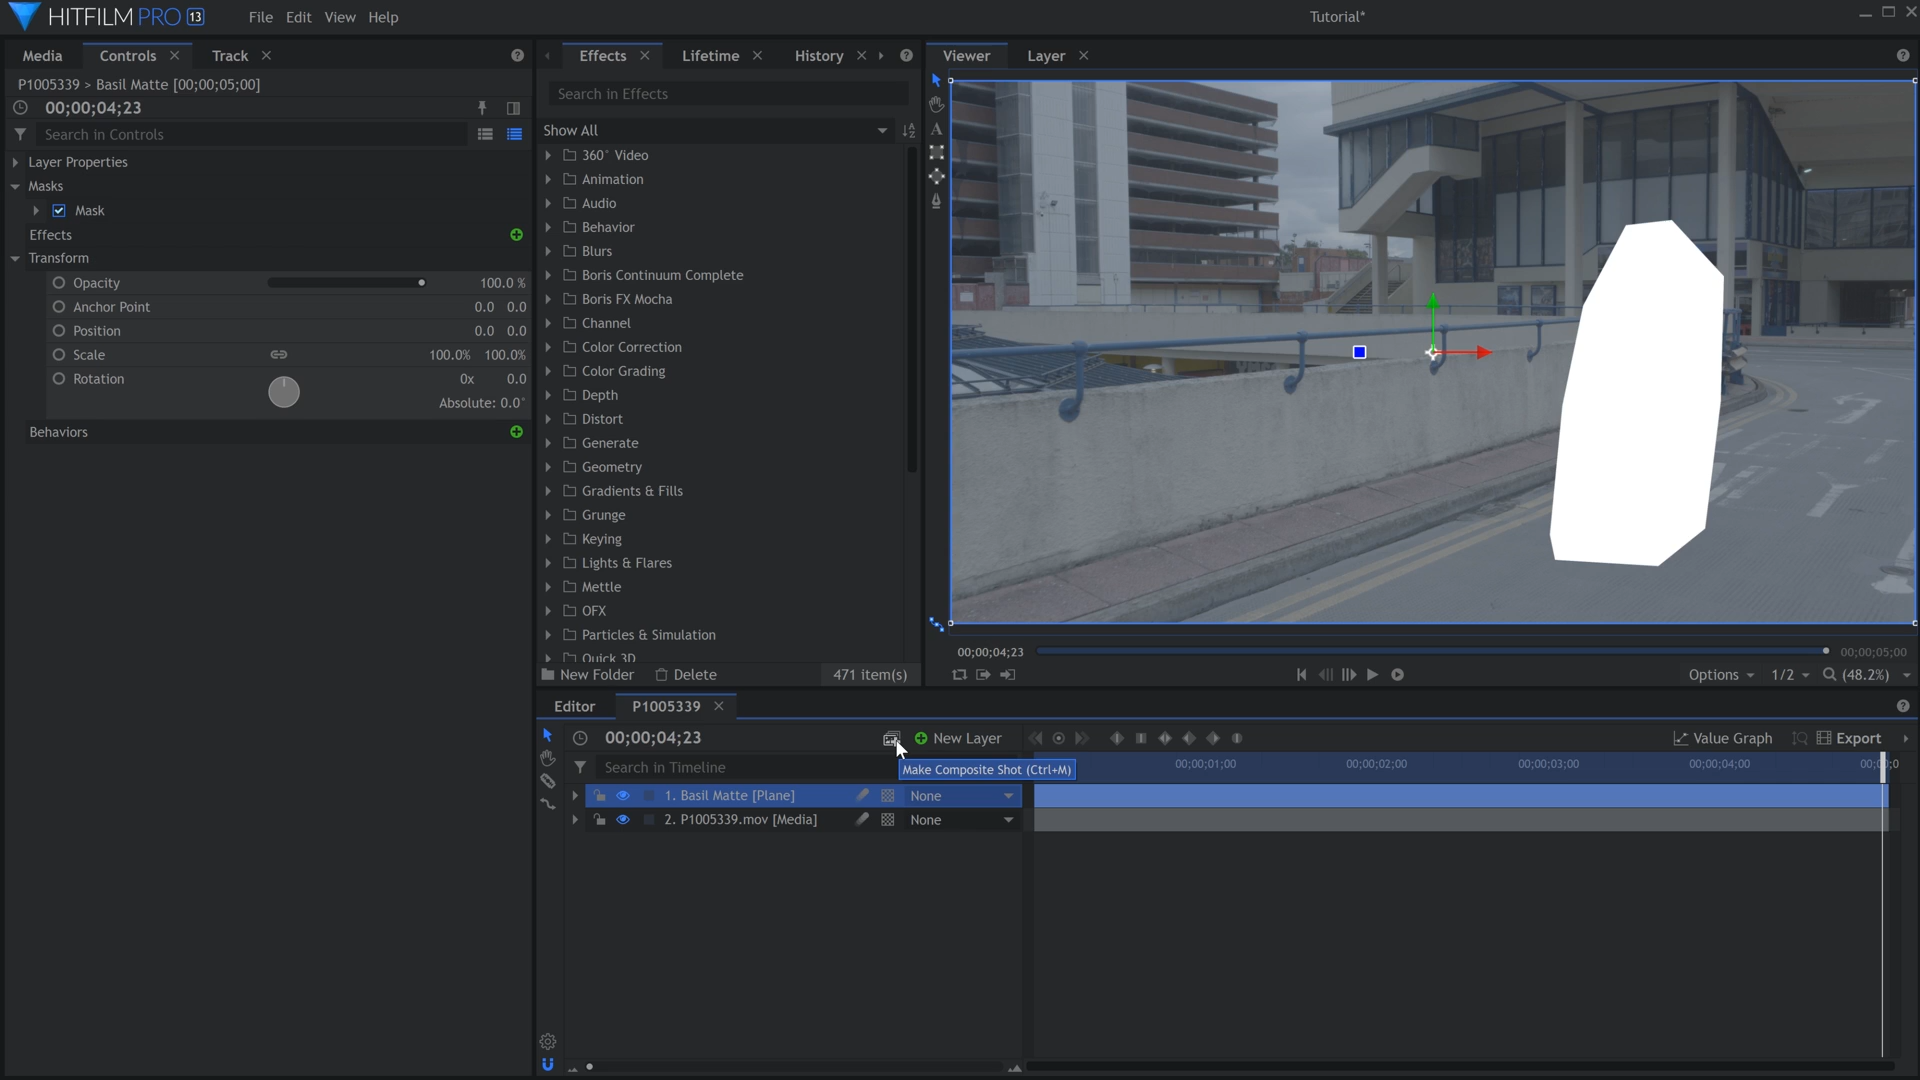 HITFILM PRO 13
File Edit View Help
Tutorial*
Media Controls Track
P1005339 > Basil Matte [00;00;05;00]
00;00;04;23
Search in Controls
Layer Properties
Masks
Mask
Effects
Transform
Opacity 100.0 %
Anchor Point 0.0 0.0
Position 0.0 0.0
Scale 100.0% 100.0%
Rotation 0x 0.0
Absolute: 0.0°
Behaviors
Effects Lifetime History
Search in Effects
Show All
360° Video
Animation
Audio
Behavior
Blurs
Boris Continuum Complete
Boris FX Mocha
Channel
Color Correction
Color Grading
Depth
Distort
Generate
Geometry
Gradients & Fills
Grunge
Keying
Lights & Flares
Mettle
OFX
Particles & Simulation
Quick 3D
New Folder Delete 471 item(s)
Viewer Layer
00;00;04;23 00;00;05;00
Options 1/2 (48.2%)
Editor P1005339
00;00;04;23 New Layer Value Graph Export
Search in Timeline
Make Composite Shot (Ctrl+M)
00;00;01;00 00;00;02;00 00;00;03;00 00;00;04;00
1. Basil Matte [Plane] None
2. P1005339.mov [Media] None